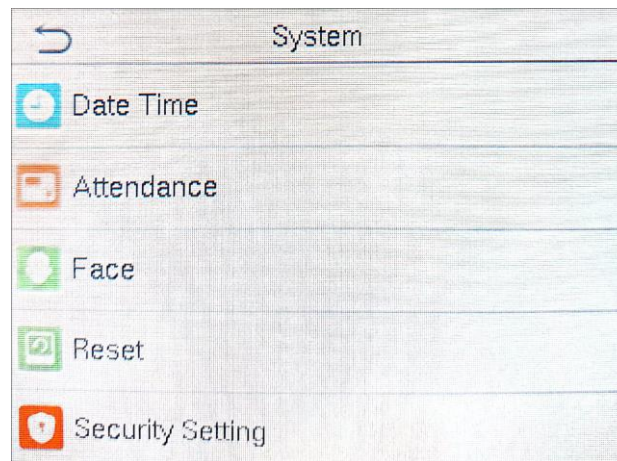 System
Date Time
Attendance
Face
Reset
Security Setting